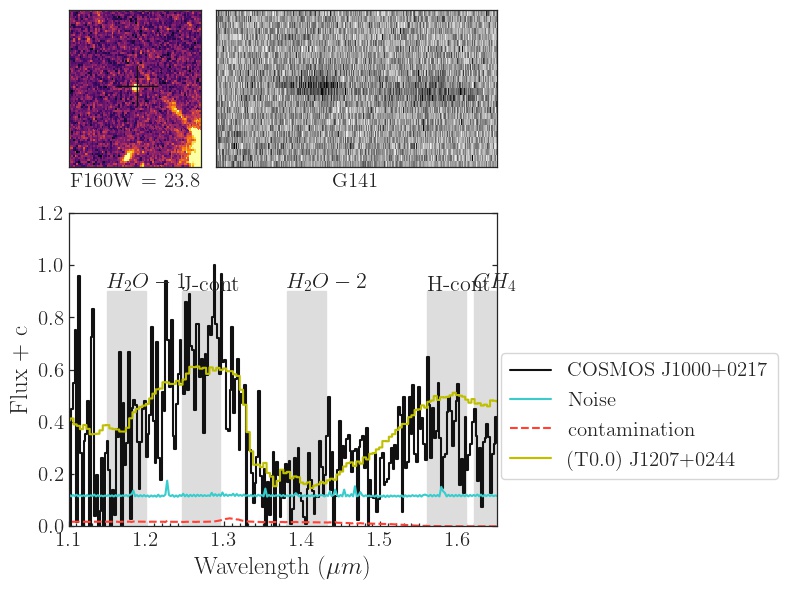 F160W = 23.8
G141
1.2
1.0
0.8
0.6
0.4
0.2
0.0
Flux + c
H₂O − 1
J-cont
H₂O − 2
H-cont
CH₄
1.1
1.2
1.3
1.4
1.5
1.6
Wavelength (μm)
COSMOS J1000+0217
Noise
contamination
(T0.0) J1207+0244